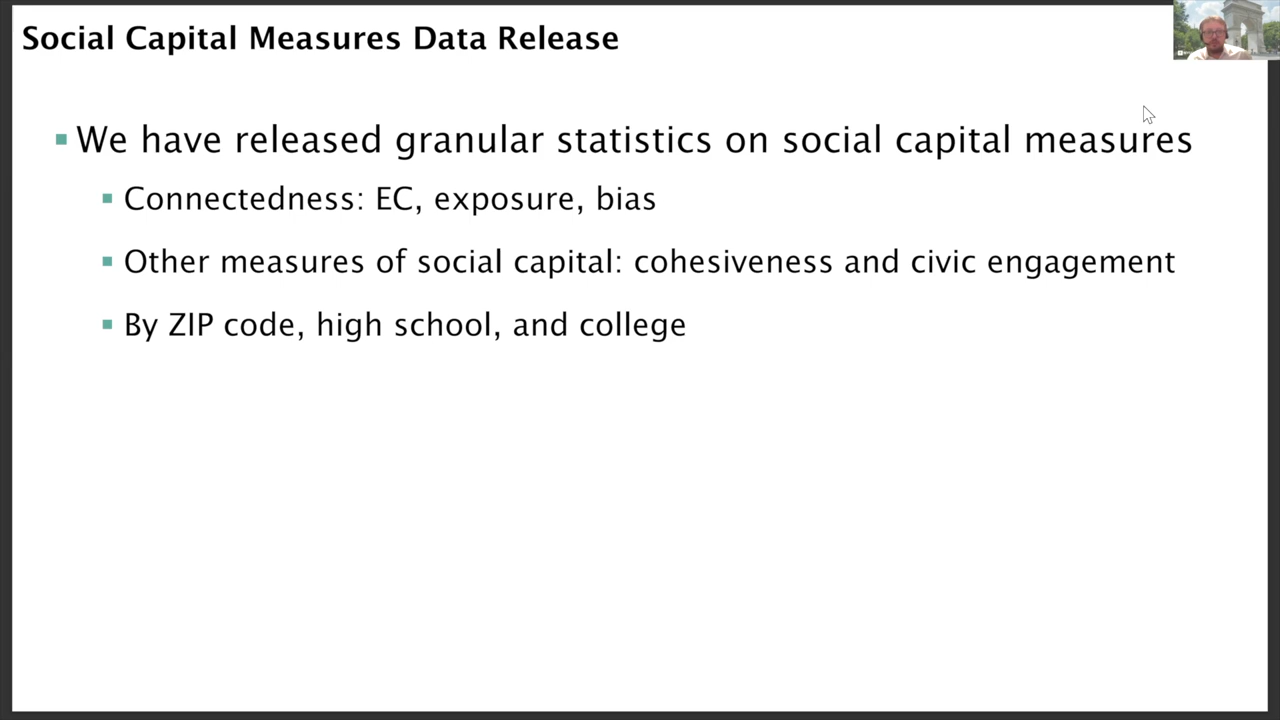 Social Capital Measures Data Release
We have released granular statistics on social capital measures
Connectedness: EC, exposure, bias
Other measures of social capital: cohesiveness and civic engagement
By ZIP code, high school, and college